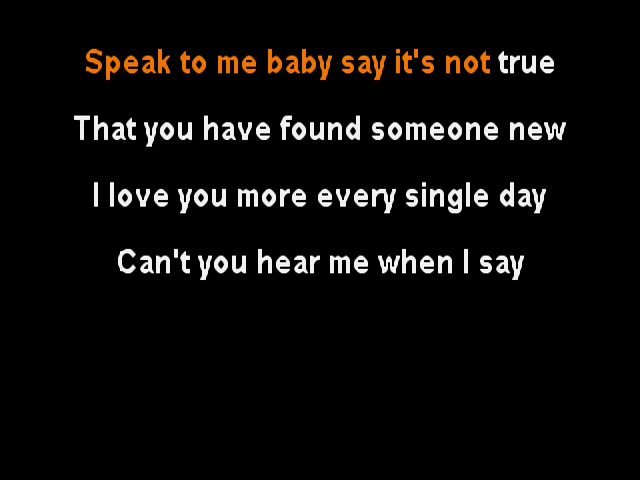 Speak to me baby say it's not true
That you have found someone new
I love you more every single day
Can't you hear me when I say